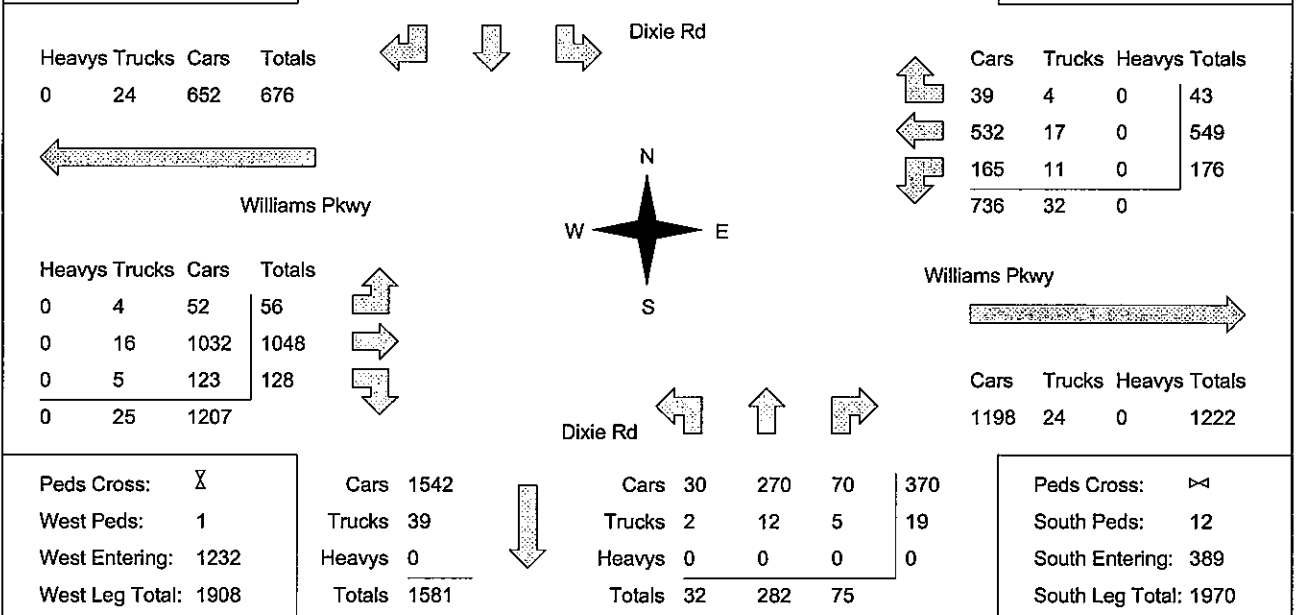 Dixie Rd
Heavys Trucks Cars Totals
0 24 652 676
Williams Pkwy
Heavys Trucks Cars Totals
0 4 52 56
0 16 1032 1048
0 5 123 128
0 25 1207
N
W E
S
Cars Trucks Heavys Totals
39 4 0 43
532 17 0 549
165 11 0 176
736 32 0
Williams Pkwy
Cars Trucks Heavys Totals
1198 24 0 1222
Dixie Rd
Peds Cross:
West Peds: 1
West Entering: 1232
West Leg Total: 1908
Cars 1542
Trucks 39
Heavys 0
Totals 1581
Cars 30 270 70 370
Trucks 2 12 5 19
Heavys 0 0 0 0
Totals 32 282 75
Peds Cross:
South Peds: 12
South Entering: 389
South Leg Total: 1970